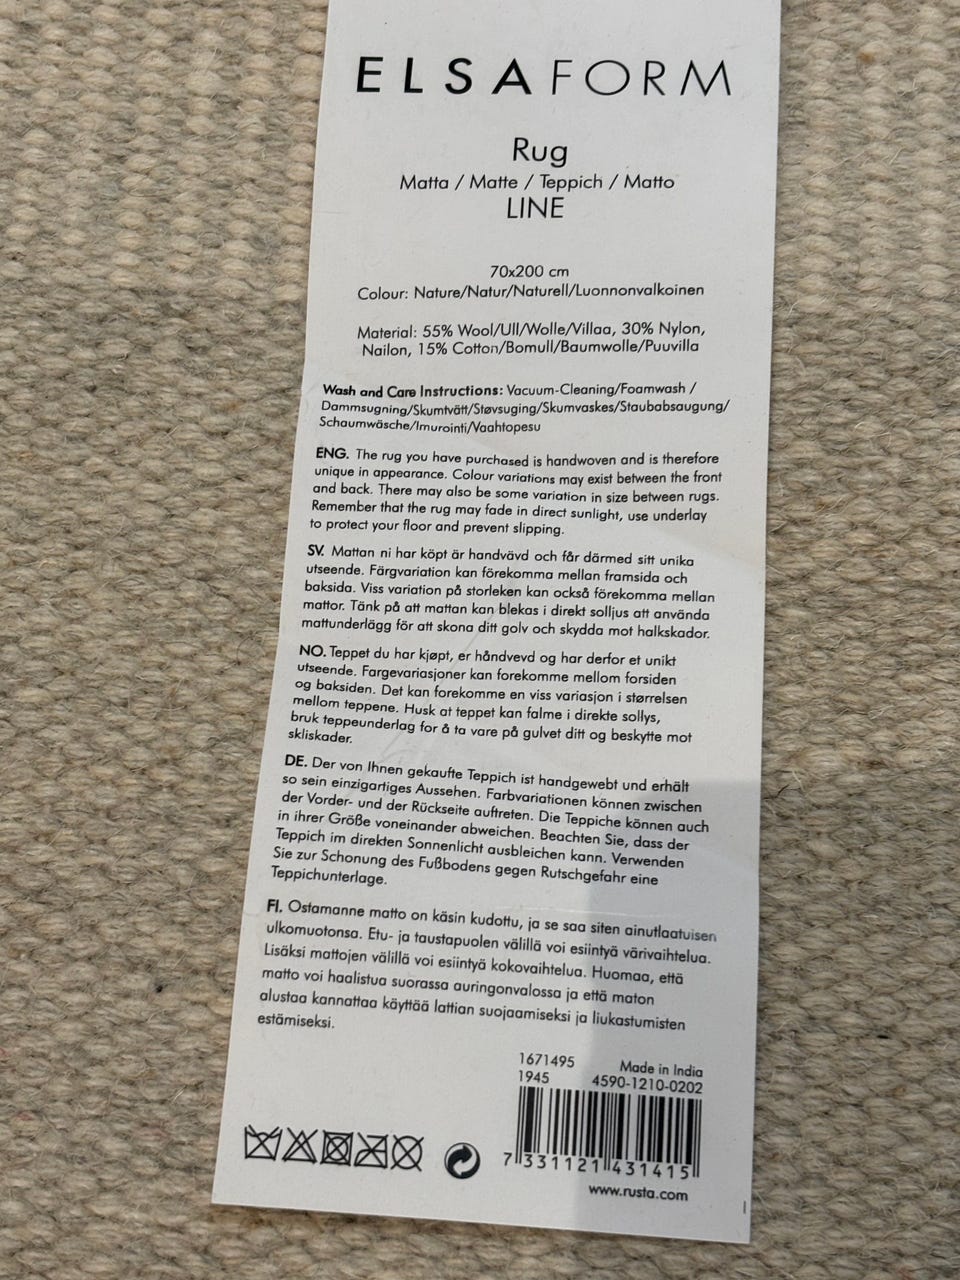 ELSAFORM
Rug
Matta / Matte / Teppich / Matto
LINE
70x200 cm
Colour: Nature/Natur/Naturell/Luonnonvalkoinen
Material: 55% Wool/Ull/Wolle/Villaa, 30% Nylon,
Nailon, 15% Cotton/Bomull/Baumwolle/Puuvilla
Wash and Care Instructions: Vacuum-Cleaning/Foamwash /
Dammsugning/Skumtvätt/Støvsuging/Skumvaskes/Staubabsaugung/
Schaumwäsche/Imurointi/Vaahtopesu
ENG. The rug you have purchased is handwoven and is therefore
unique in appearance. Colour variations may exist between the front
and back. There may also be some variation in size between rugs.
Remember that the rug may fade in direct sunlight, use underlay
to protect your floor and prevent slipping.
SV. Mattan ni har köpt är handvävd och får därmed sitt unika
utseende. Färgvariation kan förekomma mellan framsida och
baksida. Viss variation på storleken kan också förekomma mellan
mattor. Tänk på att mattan kan blekas i direkt solljus att använda
mattunderlägg för att skona ditt golv och skydda mot halkskador.
NO. Teppet du har kjøpt, er håndvevd og har derfor et unikt
utseende. Fargevariasjoner kan forekomme mellom forsiden
og baksiden. Det kan forekomme en viss variasjon i størrelsen
mellom teppene. Husk at teppet kan falme i direkte sollys,
bruk teppeunderlag for å ta vare på gulvet ditt og beskytte mot
skliskader.
DE. Der von Ihnen gekaufte Teppich ist handgewebt und erhält
so sein einzigartiges Aussehen. Farbvariationen können zwischen
der Vorder- und der Rückseite auftreten. Die Teppiche können auch
in ihrer Größe voneinander abweichen. Beachten Sie, dass der
Teppich im direkten Sonnenlicht ausbleichen kann. Verwenden
Sie zur Schonung des Fußbodens gegen Rutschgefahr eine
Teppichunterlage.
FI. Ostamanne matto on käsin kudottu, ja se saa siten ainutlaatuisen
ulkomuotonsa. Etu- ja taustapuolen välillä voi esiintyä värivaihtelua.
Lisäksi mattojen välillä voi esiintyä kokovaihtelua. Huomaa, että
matto voi haalistua suorassa auringonvalossa ja että maton
alustaa kannattaa käyttää lattian suojaamiseksi ja liukastumisten
estämiseksi.
1671495 Made in India
1945 4590-1210-0202
7 331121 431415
www.rusta.com